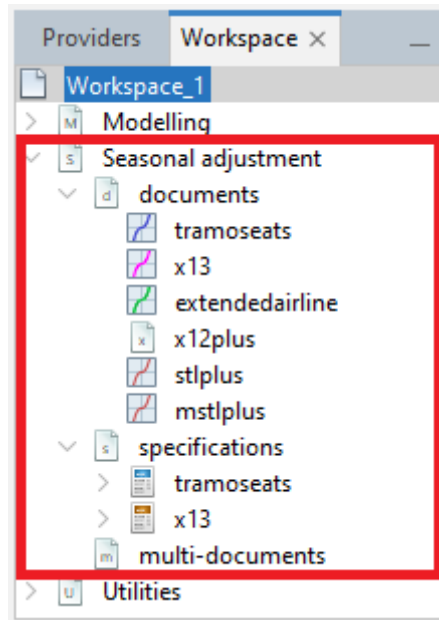 Providers Workspace ×
Workspace_1
M Modelling
s Seasonal adjustment
d documents
tramoseats
x13
extendedairline
x x12plus
stlplus
mstlplus
s specifications
tramoseats
x13
m multi-documents
u Utilities